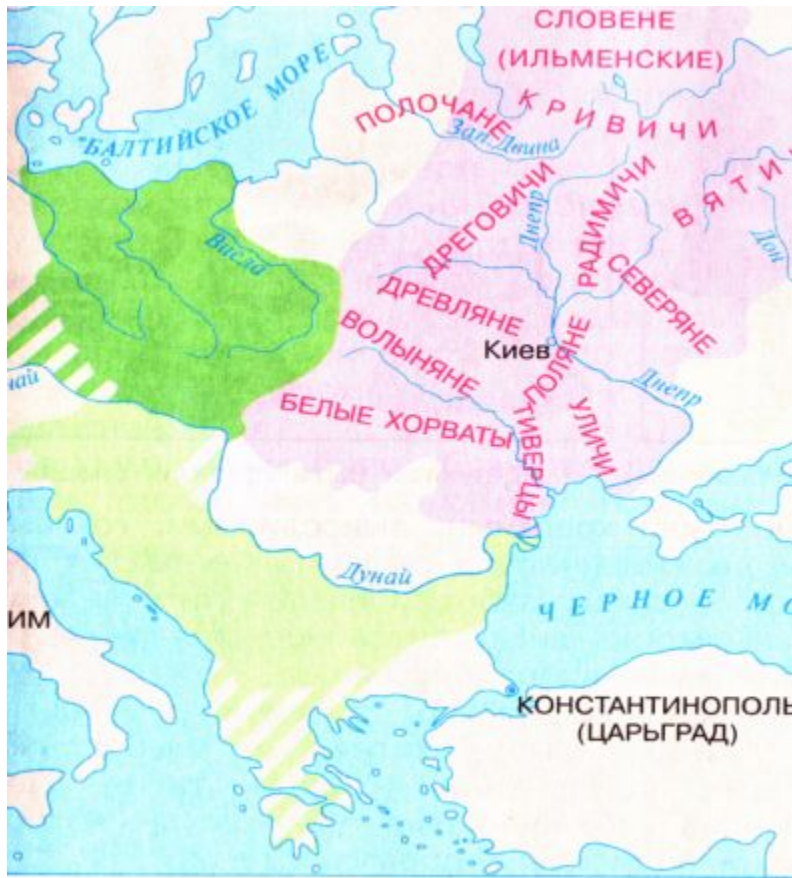 СЛОВЕНЕ
(ИЛЬМЕНСКИЕ)
БАЛТИЙСКОЕ МОРЕ
ПОЛОЧАНЕ
КРИВИЧИ
Зап. Двина
ДРЕГОВИЧИ
Днепр
РАДИМИЧИ
ВЯТИ
Дон
Висла
ДРЕВЛЯНЕ
СЕВЕРЯНЕ
ВОЛЫНЯНЕ
Киев
ПОЛЯНЕ
Днепр
най
БЕЛЫЕ ХОРВАТЫ
ТИВЕРЦЫ
УЛИЧИ
Дунай
ЧЕРНОЕ МО
ИМ
КОНСТАНТИНОПОЛЬ
(ЦАРЬГРАД)